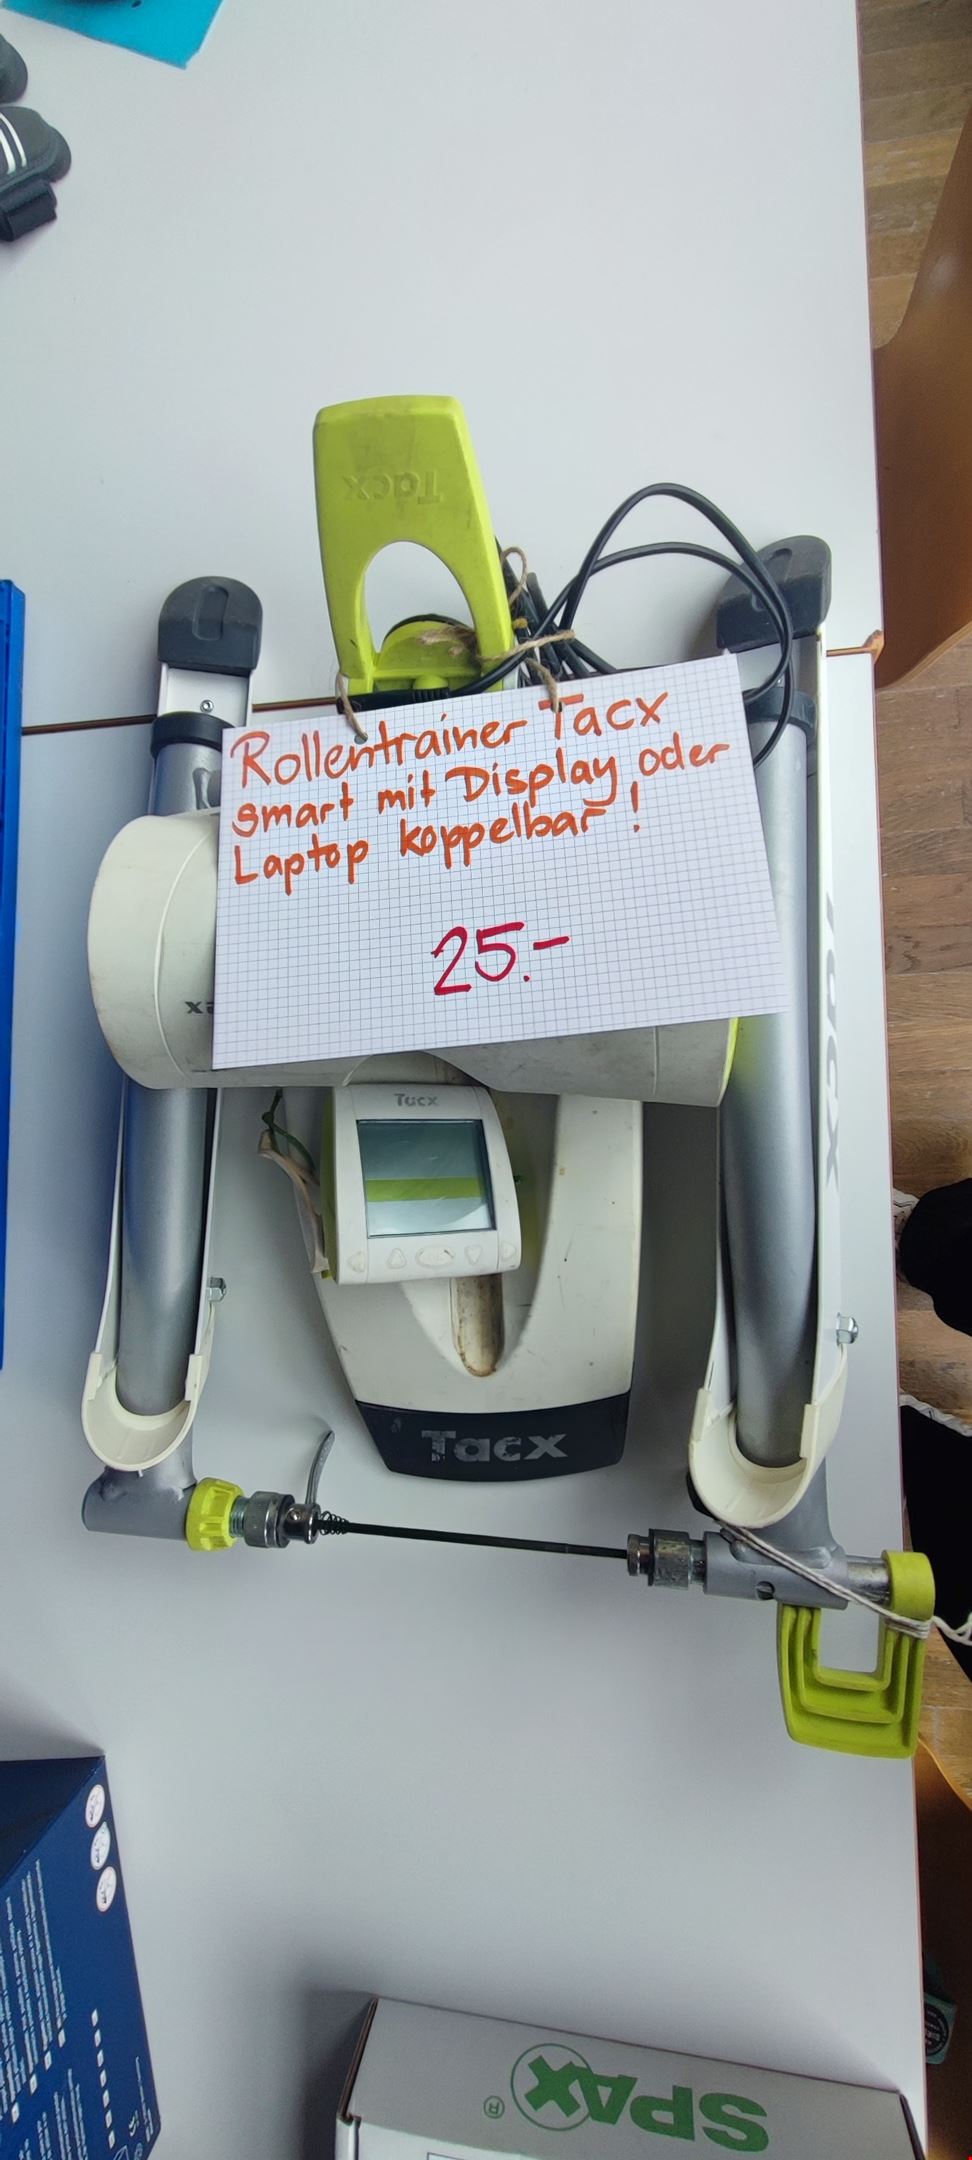 Tacx
Rollentrainer Tacx
smart mit Display oder
Laptop koppelbar!
25.-
Tacx
Tacx
Tacx
SPAX
®